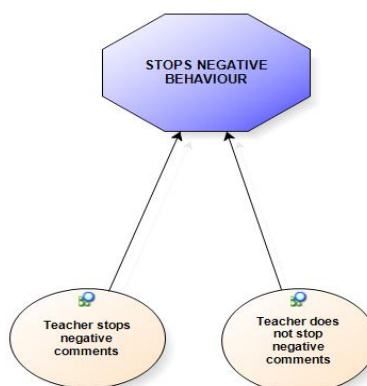 STOPS NEGATIVE
BEHAVIOUR
Teacher stops
negative
comments
Teacher does
not stop
negative
comments